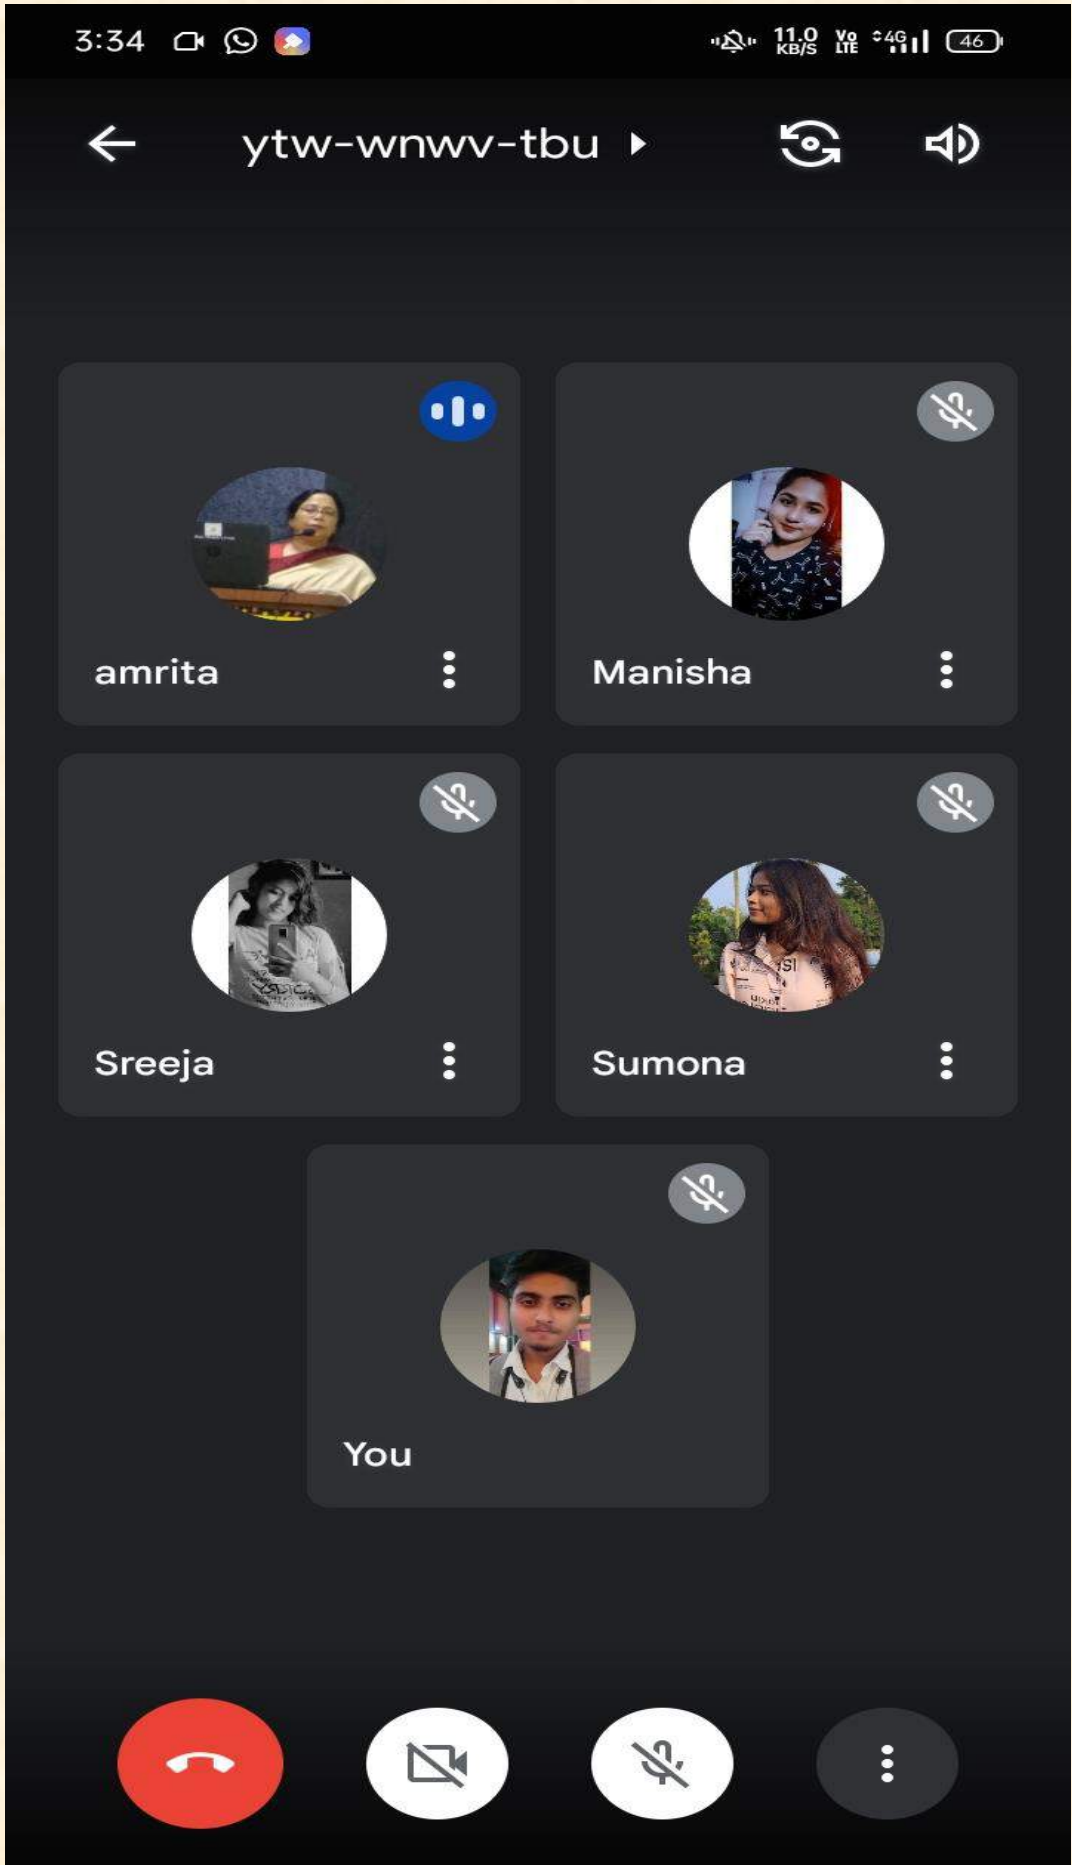 3:34 11.0 KB/S Vo LTE 4G 46
ytw-wnwv-tbu
amrita
Manisha
Sreeja
Sumona
You